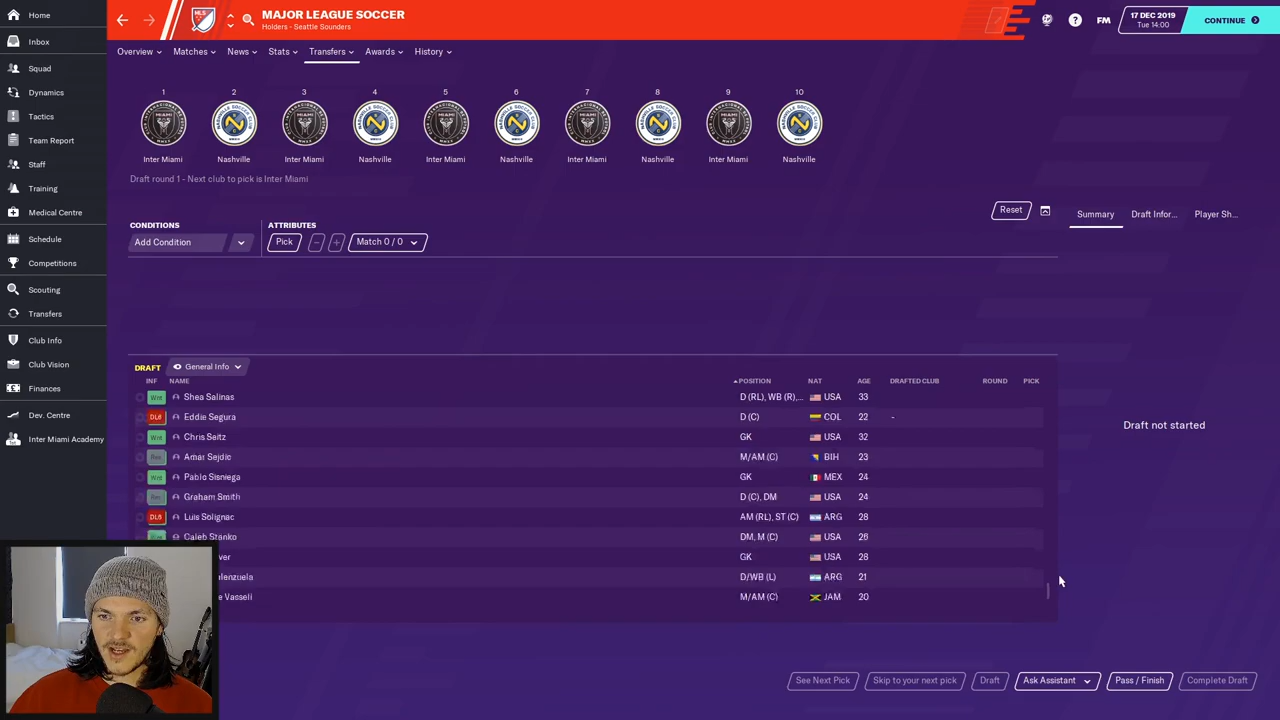 Home
Inbox
Squad
Dynamics
Tactics
Team Report
Staff
Training
Medical Centre
Schedule
Competitions
Scouting
Transfers
Club Info
Club Vision
Finances
Dev. Centre
Inter Miami Academy
MLS
MAJOR LEAGUE SOCCER
Holders - Seattle Sounders
FM
17 DEC 2019
Tue 14:00
CONTINUE
Overview
Matches
News
Stats
Transfers
Awards
History
1 2 3 4 5 6 7 8 9 10
Inter Miami Nashville Inter Miami Nashville Inter Miami Nashville Inter Miami Nashville Inter Miami Nashville
Draft round 1 - Next club to pick is Inter Miami
Reset
Summary Draft Infor... Player Sh...
CONDITIONS ATTRIBUTES
Add Condition Pick Match 0 / 0
DRAFT General Info
INF NAME POSITION NAT AGE DRAFTED CLUB ROUND PICK
Wnt Shea Salinas D (RL), WB (R),... USA 33
DLR Eddie Segura D (C) COL 22 -
Wnt Chris Seitz GK USA 32
Amar Sejdic M/AM (C) BIH 23
Wnt Pablo Sisniega GK MEX 24
Graham Smith D (C), DM USA 24
DLR Luis Solignac AM (RL), ST (C) ARG 28
Caleb Stanko DM, M (C) USA 26
GK USA 28
D/WB (L) ARG 21
Vassell M/AM (C) JAM 20
Draft not started
See Next Pick Skip to your next pick Draft Ask Assistant Pass / Finish Complete Draft